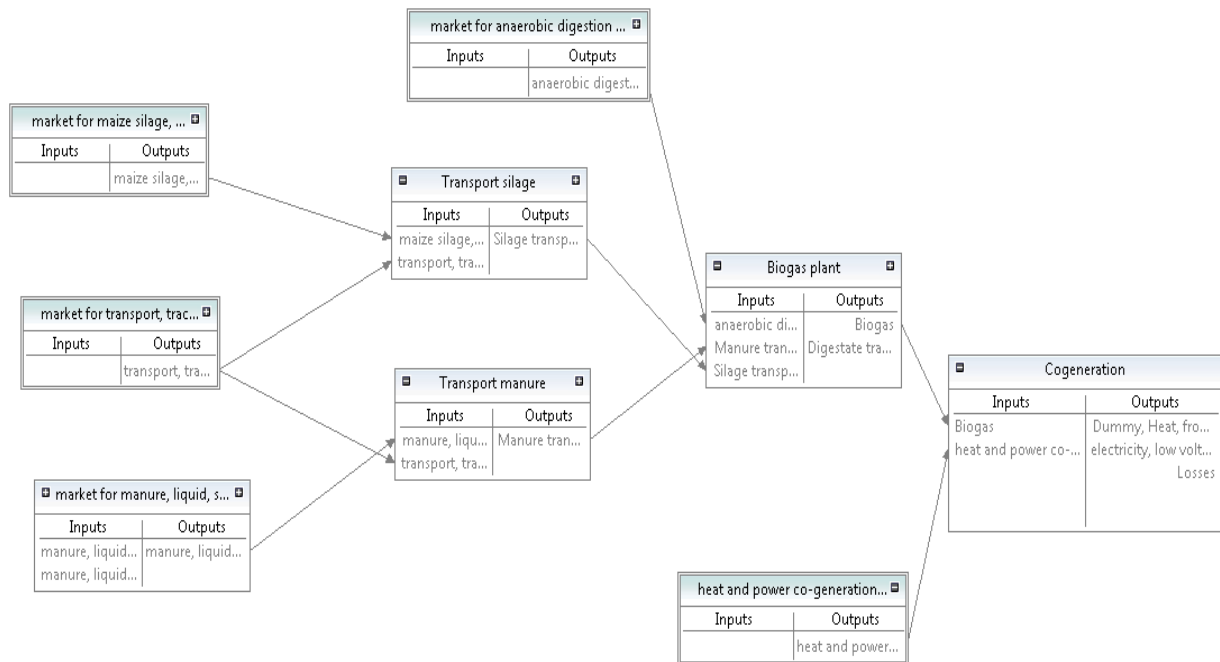 market for anaerobic digestion ...
Inputs Outputs
anaerobic digest...
market for maize silage, ...
Inputs Outputs
maize silage,...
Transport silage
Inputs Outputs
maize silage,... Silage transp...
transport, tra...
Biogas plant
Inputs Outputs
anaerobic di... Biogas
Manure tran... Digestate tra...
Silage transp...
market for transport, trac...
Inputs Outputs
transport, tra...
Transport manure
Inputs Outputs
manure, liqu... Manure tran...
transport, tra...
Cogeneration
Inputs Outputs
Biogas Dummy, Heat, fro...
heat and power co-... electricity, low volt...
Losses
market for manure, liquid, s...
Inputs Outputs
manure, liquid... manure, liquid...
manure, liquid...
heat and power co-generation...
Inputs Outputs
heat and power...